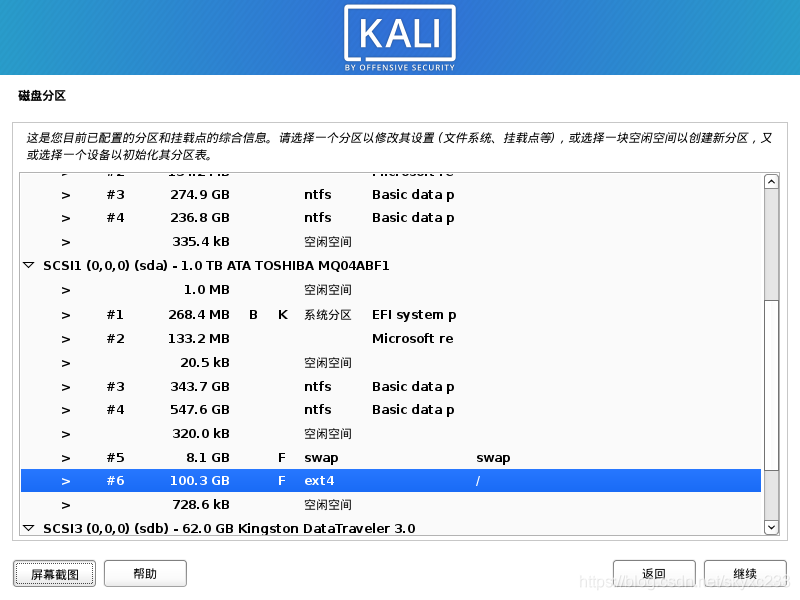 KALI
BY OFFENSIVE SECURITY
磁盘分区
这是您目前已配置的分区和挂载点的综合信息。请选择一个分区以修改其设置 (文件系统、挂载点等)，或选择一块空闲空间以创建新分区，又
或选择一个设备以初始化其分区表。
> #3 274.9 GB ntfs Basic data p
> #4 236.8 GB ntfs Basic data p
> 335.4 kB 空闲空间
SCSI1 (0,0,0) (sda) - 1.0 TB ATA TOSHIBA MQ04ABF1
> 1.0 MB 空闲空间
> #1 268.4 MB B K 系统分区 EFI system p
> #2 133.2 MB Microsoft re
> 20.5 kB 空闲空间
> #3 343.7 GB ntfs Basic data p
> #4 547.6 GB ntfs Basic data p
> 320.0 kB 空闲空间
> #5 8.1 GB F swap swap
> #6 100.3 GB F ext4 /
> 728.6 kB 空闲空间
SCSI3 (0,0,0) (sdb) - 62.0 GB Kingston DataTraveler 3.0
屏幕截图 帮助 返回 继续